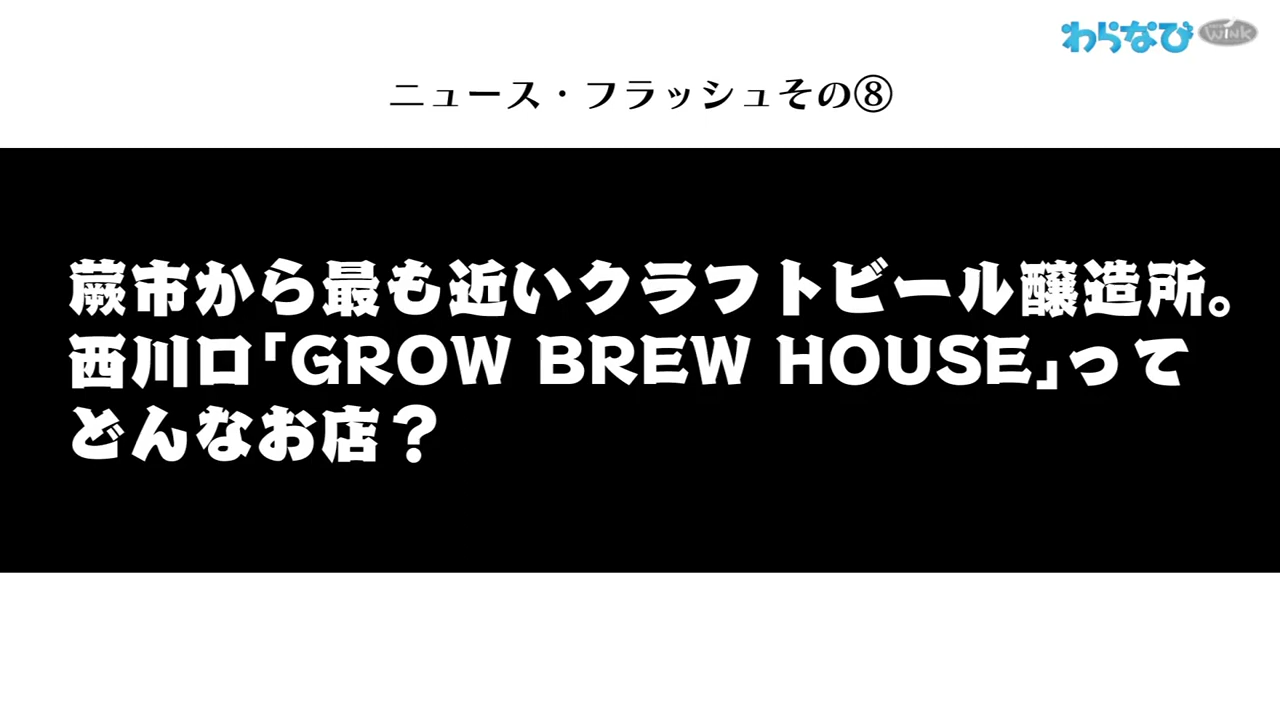 わらなび WINK
ニュース・フラッシュその⑧
蕨市から最も近いクラフトビール醸造所。
西川口「GROW BREW HOUSE」って
どんなお店？